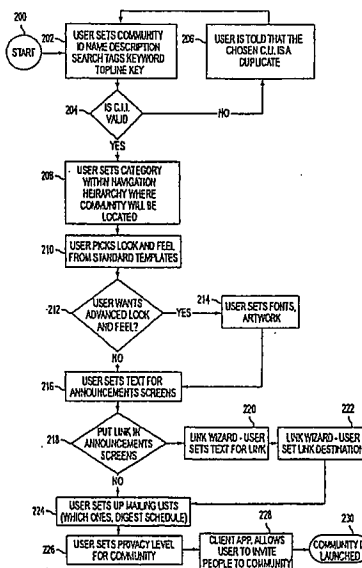 200
START
202
USER SETS COMMUNITY
ID NAME DESCRIPTION
SEARCH TAGS KEYWORD
TOPLINE KEY
206
USER IS TOLD THAT THE
CHOSEN C.U. IS A
DUPLICATE
204
IS C.I.I.
VALID
NO
YES
208
USER SETS CATEGORY
WITHIN NAVIGATION
HEIRARCHY WHERE
COMMUNITY WILL BE
LOCATED
210
USER PICKS LOOK AND FEEL
FROM STANDARD TEMPLATES
212
USER WANTS
ADVANCED LOOK
AND FEEL?
YES
214
USER SETS FONTS,
ARTWORK
NO
216
USER SETS TEXT FOR
ANNOUNCEMENTS SCREENS
218
PUT LINK IN
ANNOUNCEMENTS
SCREENS
220
LINK WIZARD - USER
SETS TEXT FOR LINK
222
LINK WIZARD - USER
SET LINK DESTINATION
NO
224
USER SETS UP MAILING LISTS
(WHICH ONES, DIGEST SCHEDULE)
226
USER SETS PRIVACY LEVEL
FOR COMMUNITY
228
CLIENT APP. ALLOWS
USER TO INVITE
PEOPLE TO COMMUNITY
230
COMMUNITY
LAUNCHED